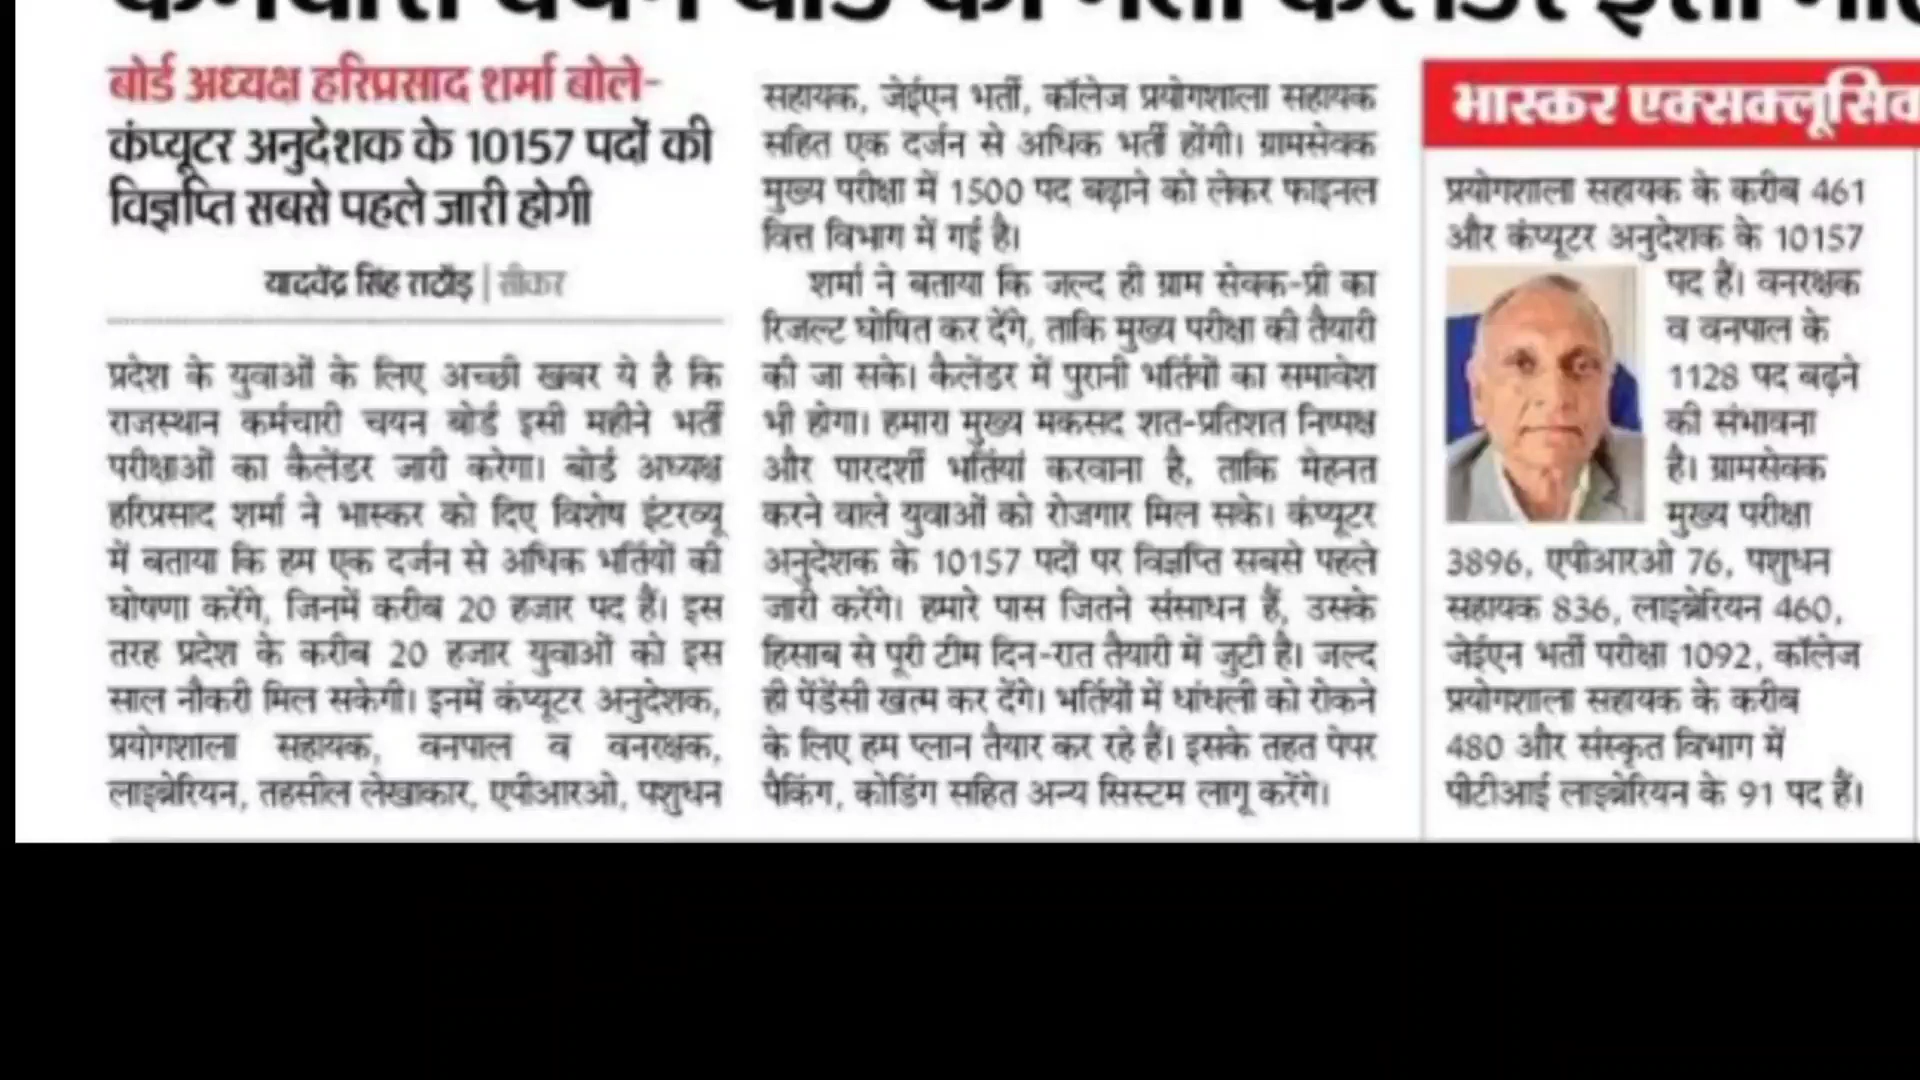 बोर्ड अध्यक्ष हरिप्रसाद शर्मा बोले-
कंप्यूटर अनुदेशक के 10157 पदों की
विज्ञप्ति सबसे पहले जारी होगी
यादवेंद्र सिंह राठौड़ | सीकर
प्रदेश के युवाओं के लिए अच्छी खबर ये है कि
राजस्थान कर्मचारी चयन बोर्ड इसी महीने भर्ती
परीक्षाओं का कैलेंडर जारी करेगा। बोर्ड अध्यक्ष
हरिप्रसाद शर्मा ने भास्कर को दिए विशेष इंटरव्यू
में बताया कि हम एक दर्जन से अधिक भर्तियों की
घोषणा करेंगे, जिनमें करीब 20 हजार पद हैं। इस
तरह प्रदेश के करीब 20 हजार युवाओं को इस
साल नौकरी मिल सकेगी। इनमें कंप्यूटर अनुदेशक,
प्रयोगशाला सहायक, वनपाल व वनरक्षक,
लाइब्रेरियन, तहसील लेखाकार, एपीआरओ, पशुधन
सहायक, जेईएन भर्ती, कॉलेज प्रयोगशाला सहायक
सहित एक दर्जन से अधिक भर्ती होंगी। ग्रामसेवक
मुख्य परीक्षा में 1500 पद बढ़ाने को लेकर फाइनल
वित्त विभाग में गई है।
शर्मा ने बताया कि जल्द ही ग्राम सेवक-प्री का
रिजल्ट घोषित कर देंगे, ताकि मुख्य परीक्षा की तैयारी
की जा सके। कैलेंडर में पुरानी भर्तियों का समावेश
भी होगा। हमारा मुख्य मकसद शत-प्रतिशत निष्पक्ष
और पारदर्शी भर्तियां करवाना है, ताकि मेहनत
करने वाले युवाओं को रोजगार मिल सके। कंप्यूटर
अनुदेशक के 10157 पदों पर विज्ञप्ति सबसे पहले
जारी करेंगे। हमारे पास जितने संसाधन हैं, उसके
हिसाब से पूरी टीम दिन-रात तैयारी में जुटी है। जल्द
ही पेंडेंसी खत्म कर देंगे। भर्तियों में धांधली को रोकने
के लिए हम प्लान तैयार कर रहे हैं। इसके तहत पेपर
पैकिंग, कोडिंग सहित अन्य सिस्टम लागू करेंगे।
भास्कर एक्सक्लूसिव
प्रयोगशाला सहायक के करीब 461
और कंप्यूटर अनुदेशक के 10157
पद हैं। वनरक्षक
व वनपाल के
1128 पद बढ़ने
की संभावना
है। ग्रामसेवक
मुख्य परीक्षा
3896, एपीआरओ 76, पशुधन
सहायक 836, लाइब्रेरियन 460,
जेईएन भर्ती परीक्षा 1092, कॉलेज
प्रयोगशाला सहायक के करीब
480 और संस्कृत विभाग में
पीटीआई लाइब्रेरियन के 91 पद हैं।